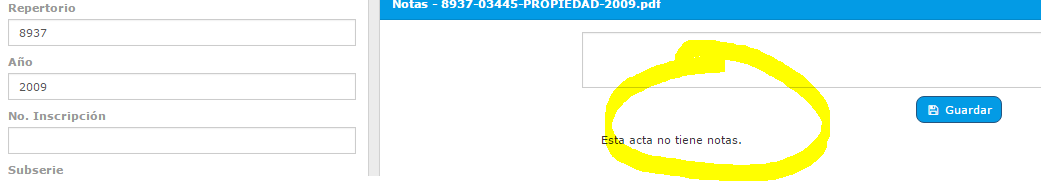 Repertorio
8937
Año
2009
No. Inscripción
Subserie
Notas - 8937-03445-PROPIEDAD-2009.pdf
Guardar
Esta acta no tiene notas.